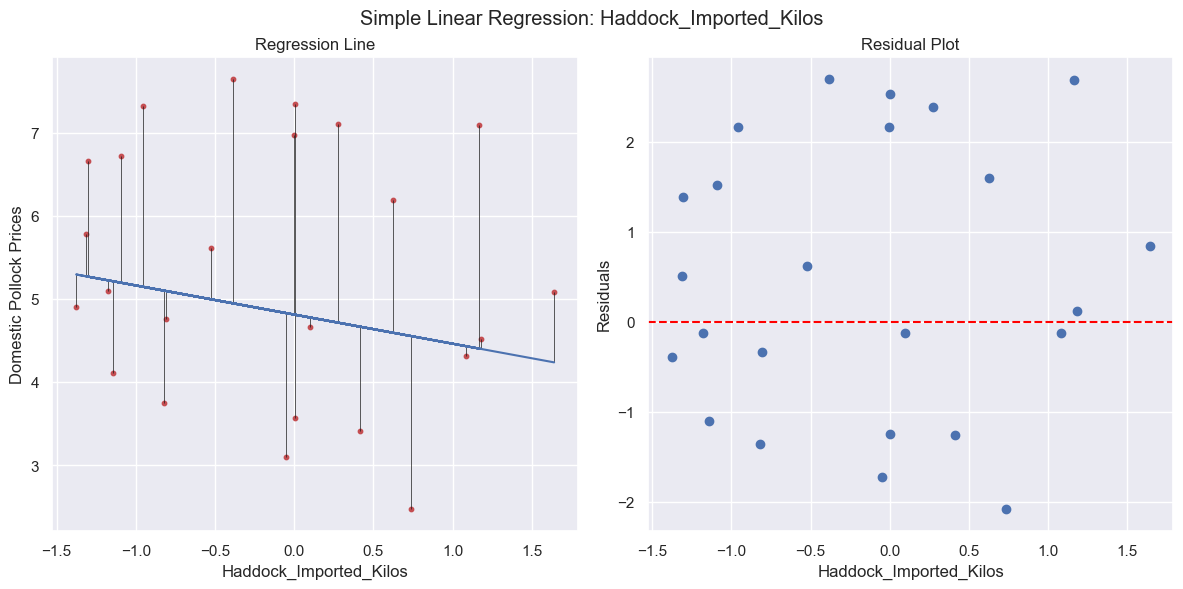 Simple Linear Regression: Haddock_Imported_Kilos
Regression Line
Domestic Pollock Prices
7
6
5
4
3
−1.5 −1.0 −0.5 0.0 0.5 1.0 1.5
Haddock_Imported_Kilos
Residual Plot
Residuals
2
1
0
−1
−2
−1.5 −1.0 −0.5 0.0 0.5 1.0 1.5
Haddock_Imported_Kilos